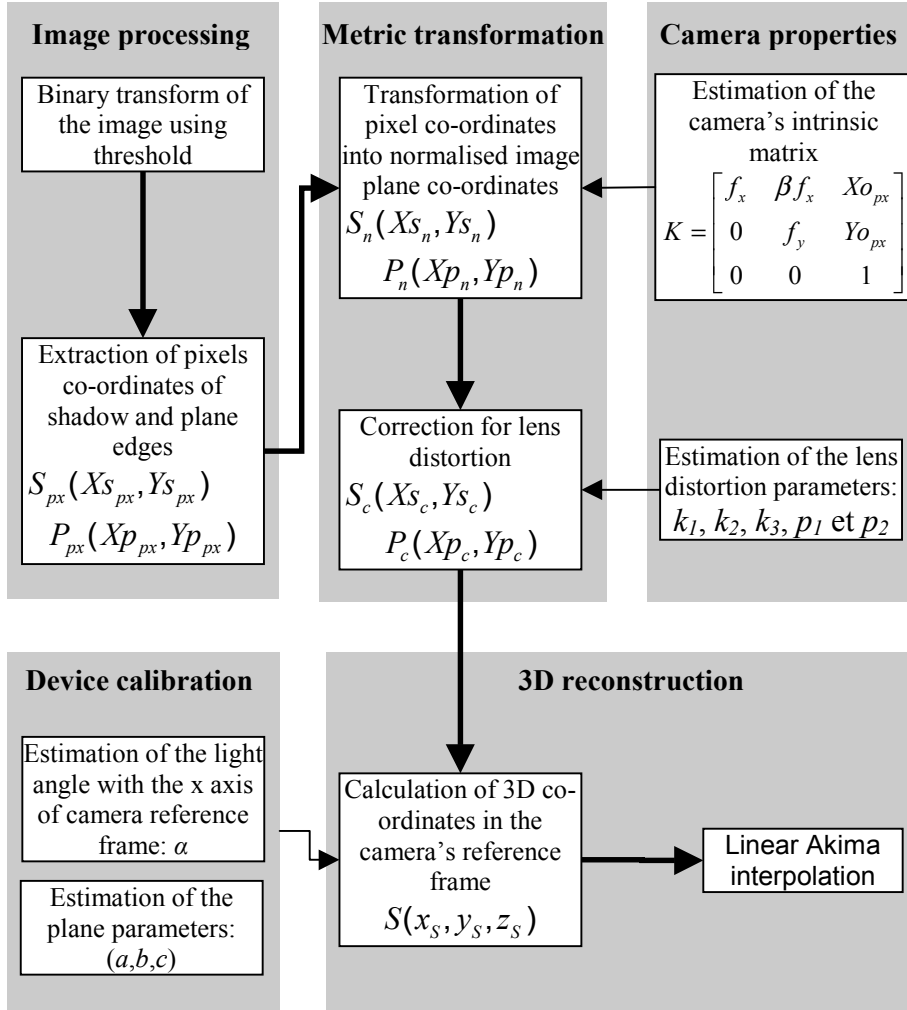 Image processing
Binary transform of
the image using
threshold
Extraction of pixels
co-ordinates of
shadow and plane
edges
S_px(Xs_px,Ys_px)
P_px(Xp_px,Yp_px)
Metric transformation
Transformation of
pixel co-ordinates
into normalised image
plane co-ordinates
S_n(Xs_n,Ys_n)
P_n(Xp_n,Yp_n)
Correction for lens
distortion
S_c(Xs_c,Ys_c)
P_c(Xp_c,Yp_c)
Camera properties
Estimation of the
camera's intrinsic
matrix
f_x βf_x Xo_px
K = 0 f_y Yo_px
0 0 1
Estimation of the lens
distortion parameters:
k_1, k_2, k_3, p_1 et p_2
Device calibration
Estimation of the light
angle with the x axis
of camera reference
frame: α
Estimation of the
plane parameters:
(a,b,c)
3D reconstruction
Calculation of 3D co-
ordinates in the
camera's reference
frame
S(x_S,y_S,z_S)
Linear Akima
interpolation